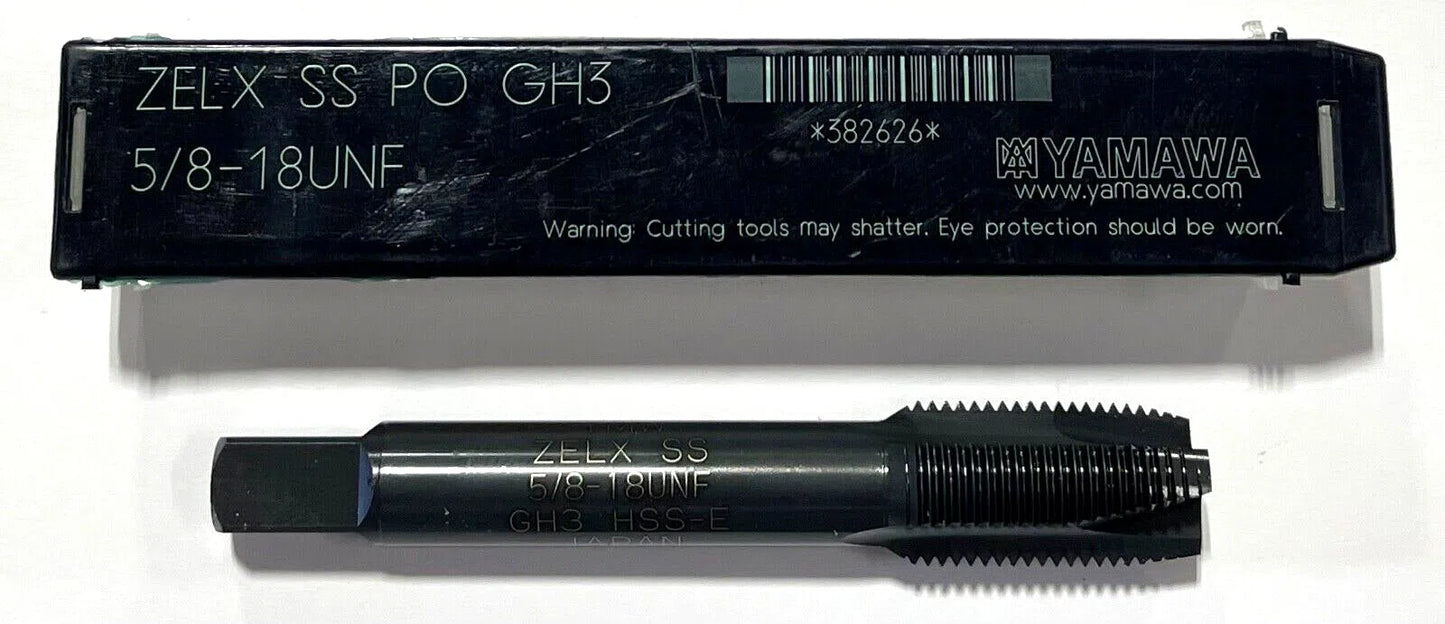 ZELX SS PO GH3
5/8-18UNF
*382626*
YAMAWA
www.yamawa.com
Warning: Cutting tools may shatter. Eye protection should be worn.
ZELX SS
5/8-18UNF
GH3 HSS-E
JAPAN